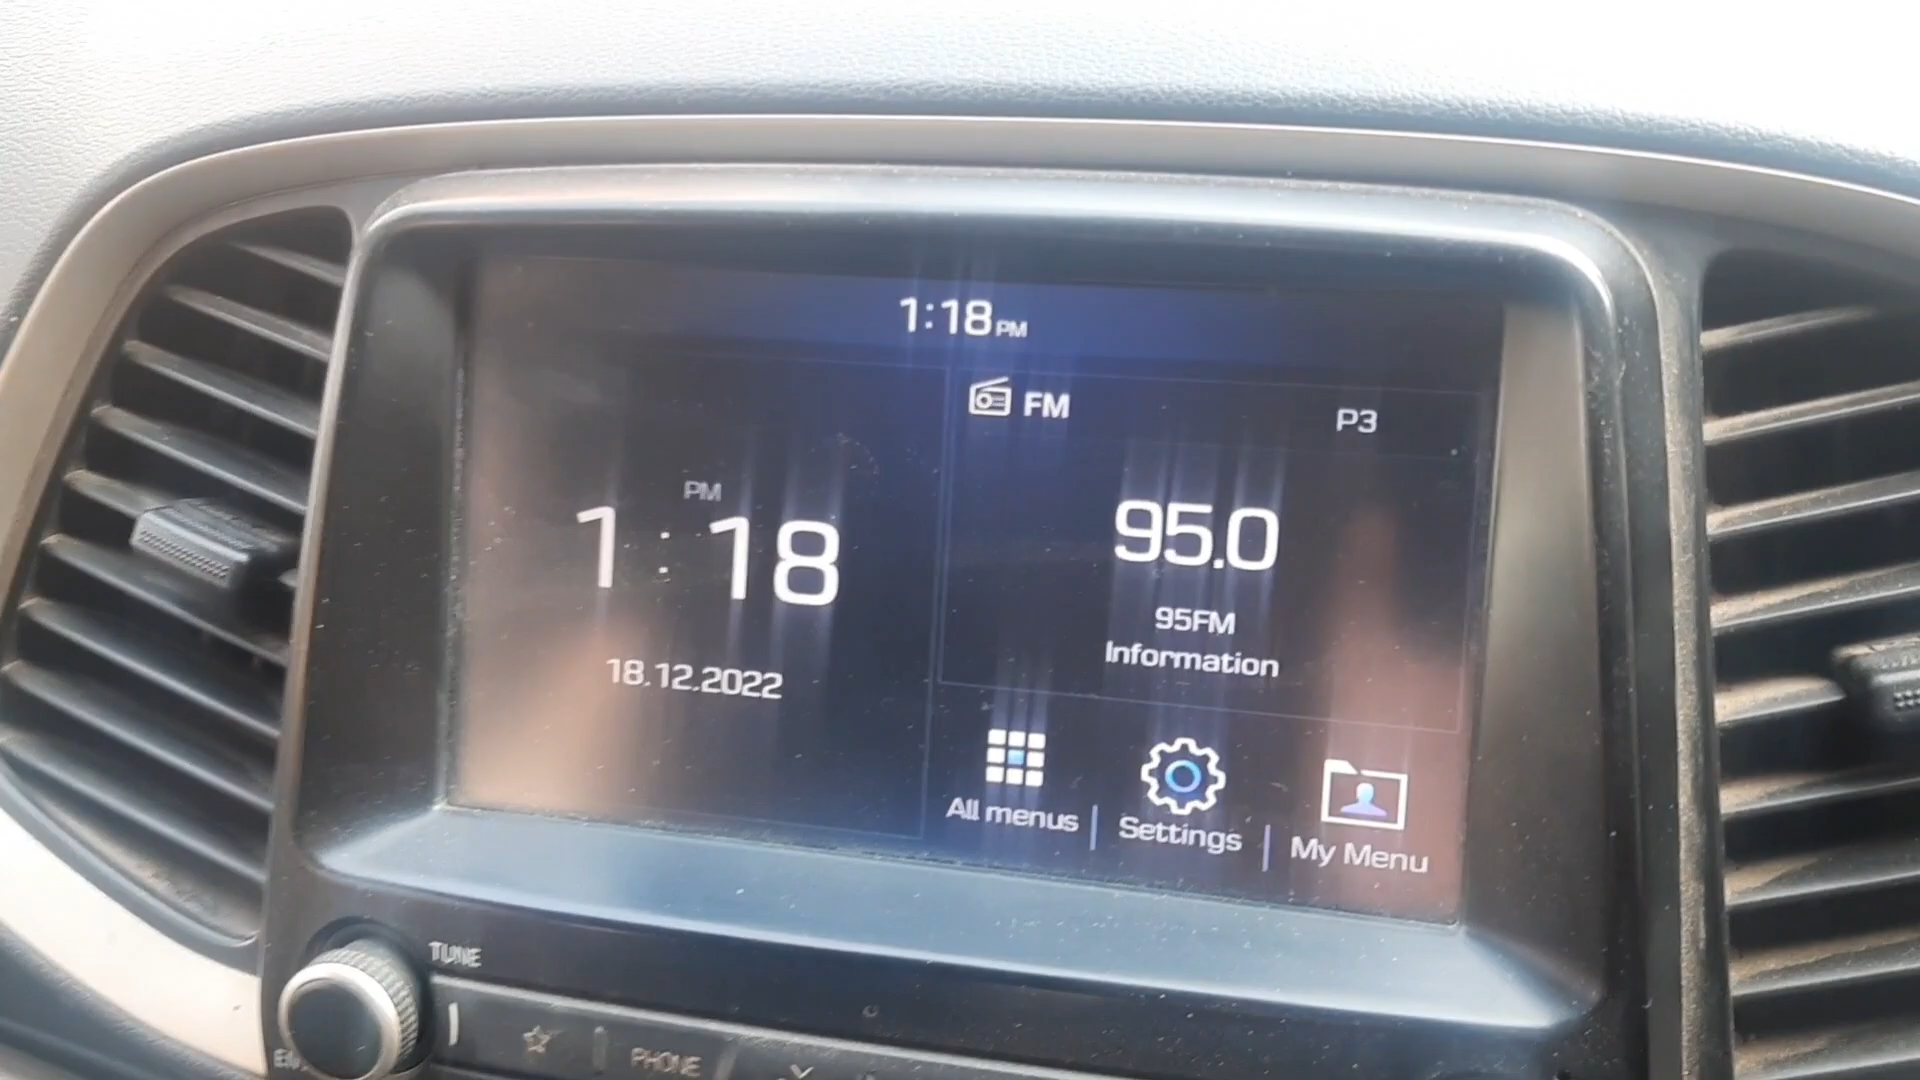 1:18 PM
FM
P3
PM
1:18
18.12.2022
95.0
95FM
Information
All menus
Settings
My Menu
TUNE
PHONE